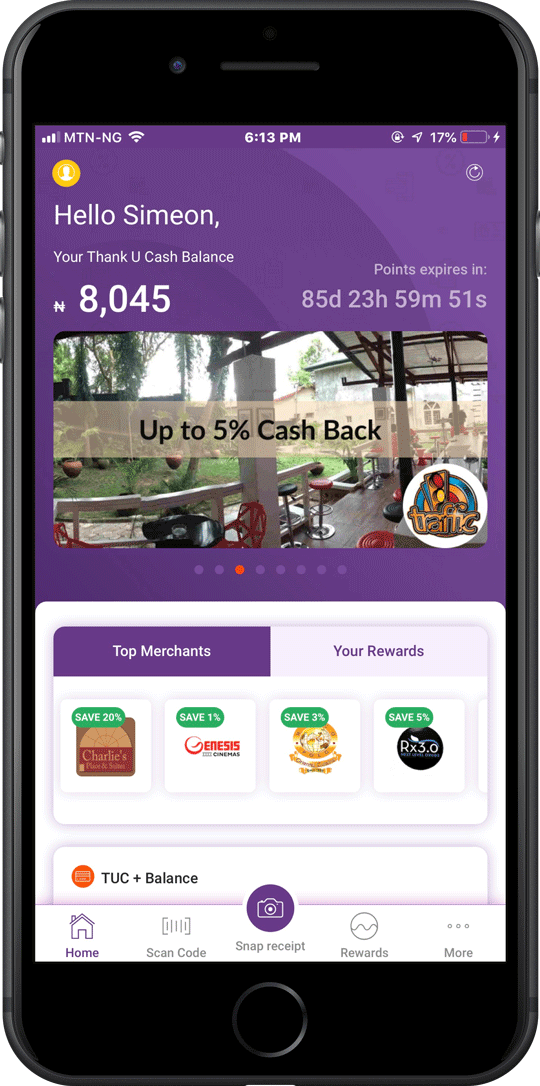 MTN-NG 6:13 PM 17%
Hello Simeon,
Your Thank U Cash Balance
Points expires in:
₦ 8,045
85d 23h 59m 51s
Up to 5% Cash Back
traffic
Top Merchants
Your Rewards
SAVE 20%
Charlie's
Place & Suites
SAVE 1%
GENESIS
CINEMAS
SAVE 3%
SAVE 5%
Rx3.0
TUC + Balance
Home
Scan Code
Snap receipt
Rewards
More